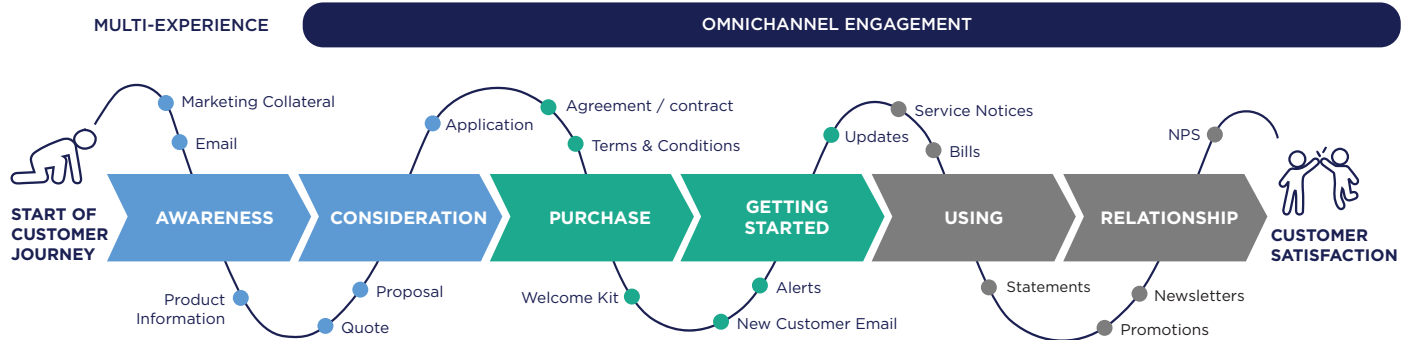 MULTI-EXPERIENCE
OMNICHANNEL ENGAGEMENT
START OF
CUSTOMER
JOURNEY
Marketing Collateral
Email
AWARENESS
Product
Information
Quote
Proposal
CONSIDERATION
Application
Agreement / contract
Terms & Conditions
PURCHASE
Welcome Kit
New Customer Email
Alerts
GETTING
STARTED
Updates
Service Notices
Bills
USING
Statements
Promotions
Newsletters
RELATIONSHIP
NPS
CUSTOMER
SATISFACTION